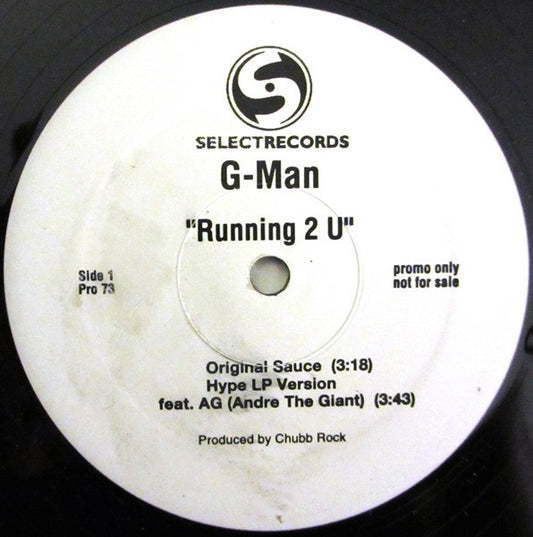 SELECTRECORDS
G-Man
"Running 2 U"
Side 1
Pro 73
promo only
not for sale
Original Sauce (3:18)
Hype LP Version
feat. AG (Andre The Giant) (3:43)
Produced by Chubb Rock